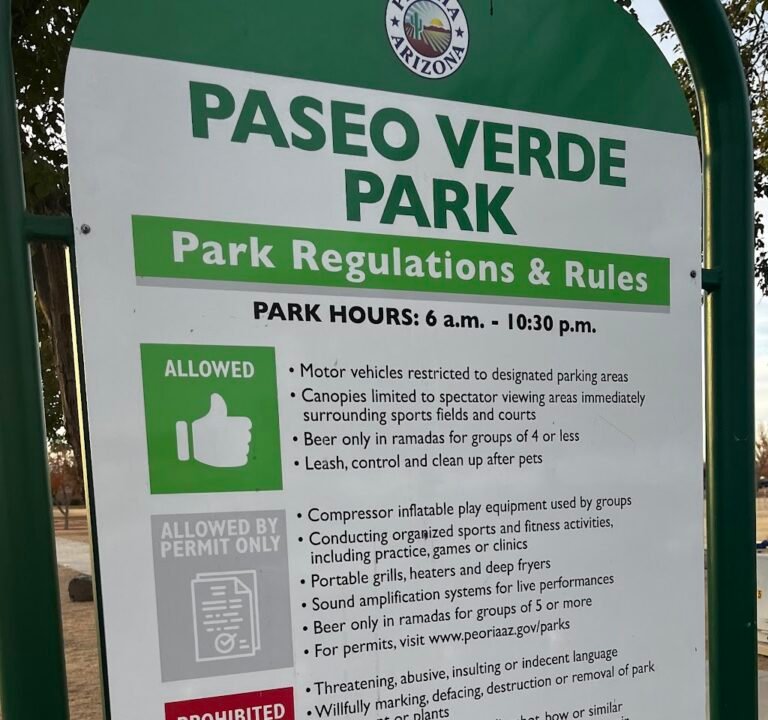 ARIZONA
PASEO VERDE
PARK
Park Regulations & Rules
PARK HOURS: 6 a.m. - 10:30 p.m.
ALLOWED
• Motor vehicles restricted to designated parking areas
• Canopies limited to spectator viewing areas immediately
surrounding sports fields and courts
• Beer only in ramadas for groups of 4 or less
• Leash, control and clean up after pets
ALLOWED BY
PERMIT ONLY
• Compressor inflatable play equipment used by groups
• Conducting organized sports and fitness activities,
including practice, games or clinics
• Portable grills, heaters and deep fryers
• Sound amplification systems for live performances
• Beer only in ramadas for groups of 5 or more
• For permits, visit www.peoriaaz.gov/parks
PROHIBITED
• Threatening, abusive, insulting or indecent language
• Willfully marking, defacing, destruction or removal of park
or plants
bow or similar